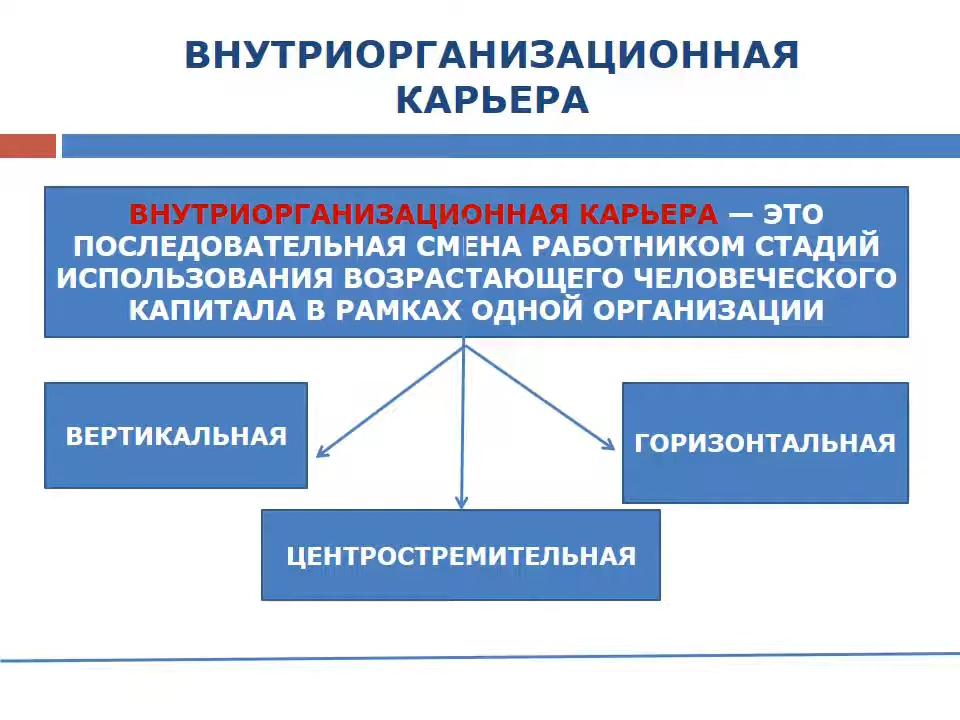 ВНУТРИОРГАНИЗАЦИОННАЯ
КАРЬЕРА
ВНУТРИОРГАНИЗАЦИОННАЯ КАРЬЕРА — ЭТО
ПОСЛЕДОВАТЕЛЬНАЯ СМЕНА РАБОТНИКОМ СТАДИЙ
ИСПОЛЬЗОВАНИЯ ВОЗРАСТАЮЩЕГО ЧЕЛОВЕЧЕСКОГО
КАПИТАЛА В РАМКАХ ОДНОЙ ОРГАНИЗАЦИИ
ВЕРТИКАЛЬНАЯ
ГОРИЗОНТАЛЬНАЯ
ЦЕНТРОСТРЕМИТЕЛЬНАЯ